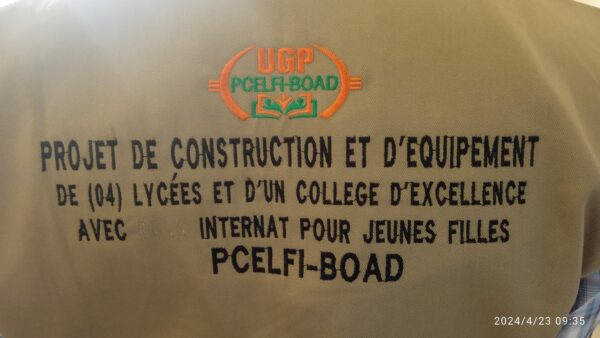 UGP
PCELFI-BOAD
PROJET DE CONSTRUCTION ET D'EQUIPEMENT
DE (04) LYCÉES ET D'UN COLLEGE D'EXCELLENCE
AVEC INTERNAT POUR JEUNES FILLES
PCELFI-BOAD
2024/4/23 09:35